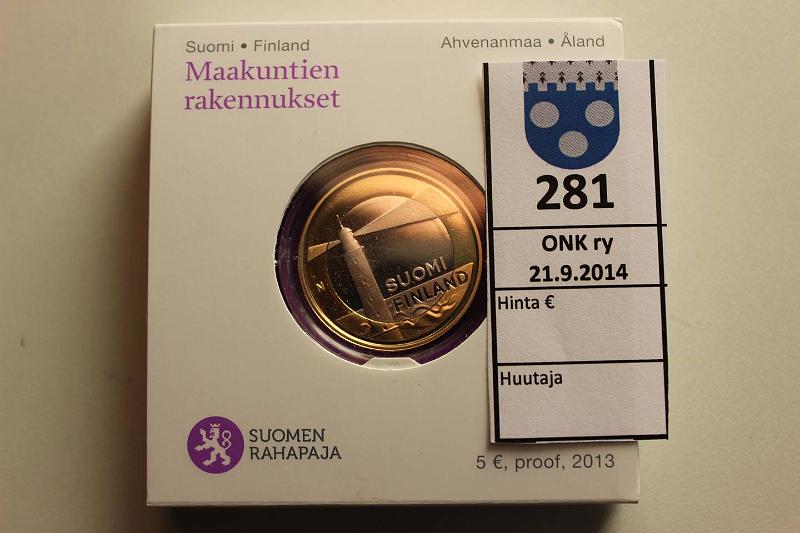 Suomi • Finland
Ahvenanmaa • Åland
Maakuntien
rakennukset
281
ONK ry
21.9.2014
Hinta €
Huutaja
SUOMI
FINLAND
SUOMEN
RAHAPAJA
5 €, proof, 2013